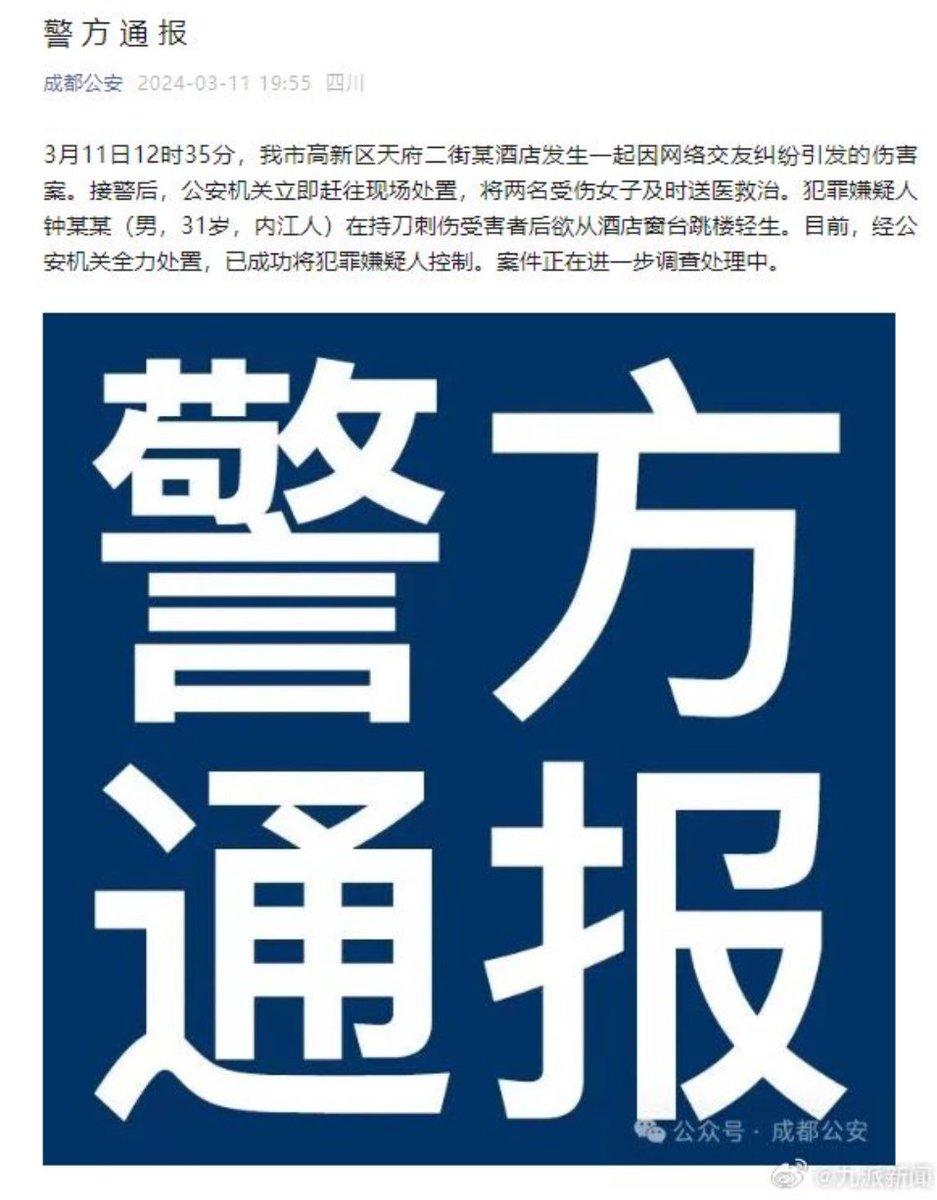 警方通报
成都公安 2024-03-11 19:55 四川
3月11日12时35分，我市高新区天府二街某酒店发生一起因网络交友纠纷引发的伤害
案。接警后，公安机关立即赶往现场处置，将两名受伤女子及时送医救治。犯罪嫌疑人
钟某某（男，31岁，内江人）在持刀刺伤受害者后欲从酒店窗台跳楼轻生。目前，经公
安机关全力处置，已成功将犯罪嫌疑人控制。案件正在进一步调查处理中。
警方
通报
公众号 · 成都公安
@九派新闻